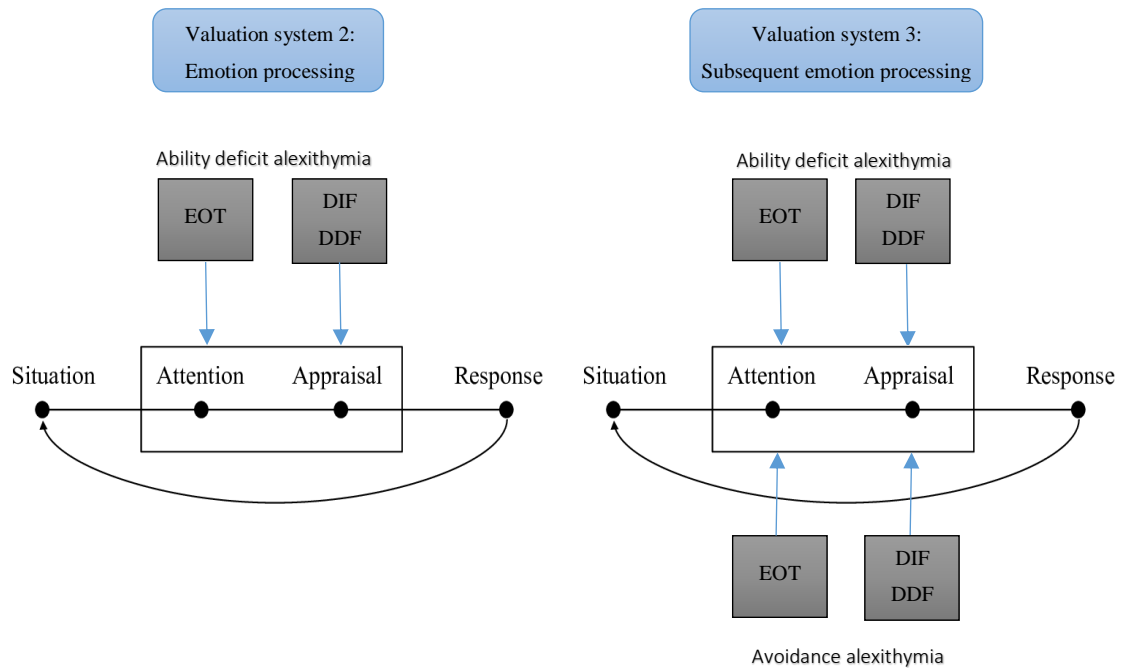 Valuation system 2:
Emotion processing
Ability deficit alexithymia
EOT
DIF
DDF
Situation
Attention
Appraisal
Response
Valuation system 3:
Subsequent emotion processing
Ability deficit alexithymia
EOT
DIF
DDF
Situation
Attention
Appraisal
Response
EOT
DIF
DDF
Avoidance alexithymia